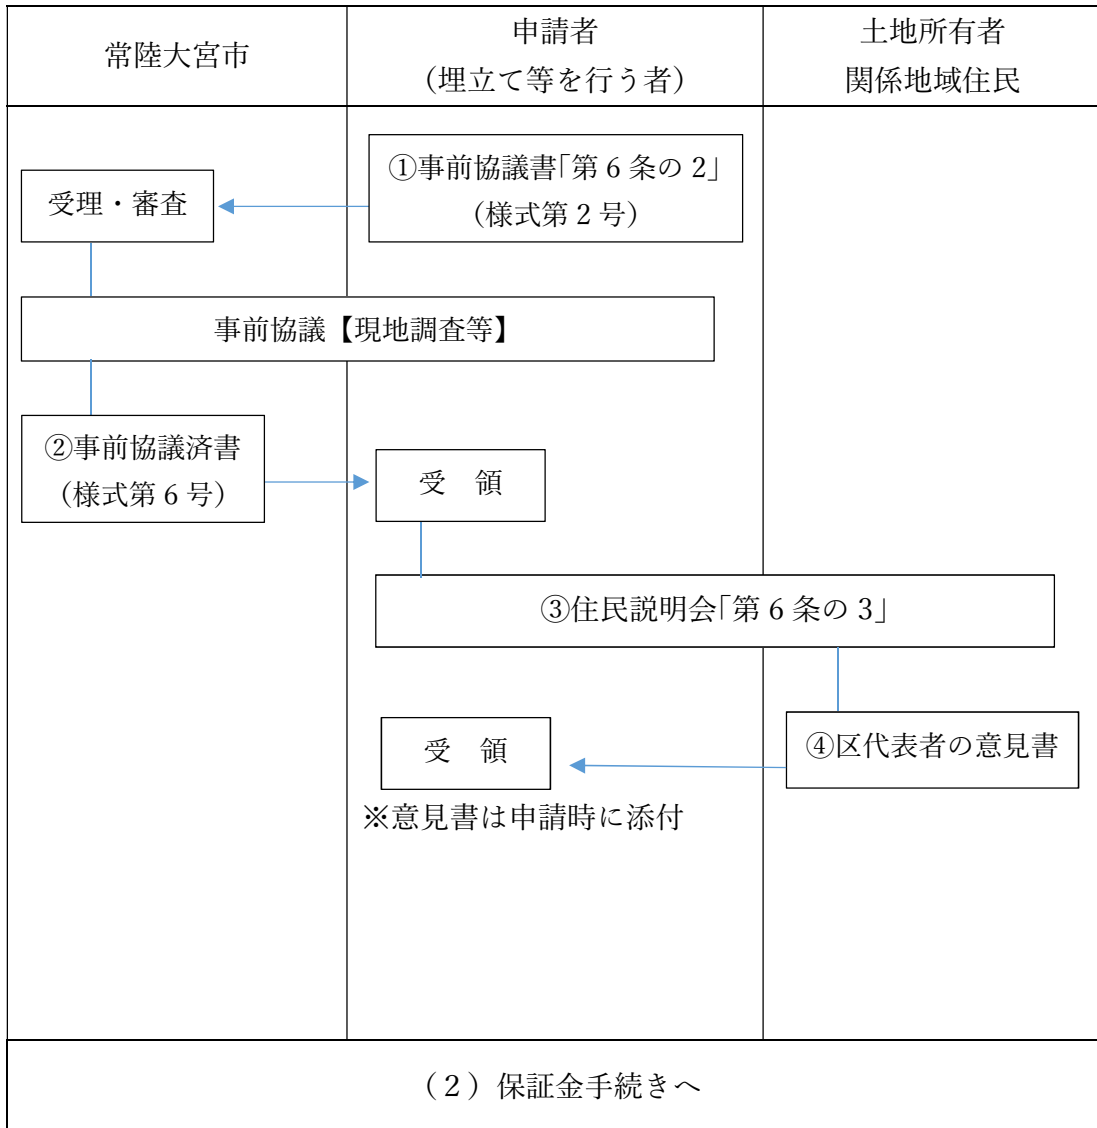 常陸大宮市
申請者
（埋立て等を行う者）
土地所有者
関係地域住民
①事前協議書「第６条の２」
（様式第２号）
受理・審査
事前協議【現地調査等】
②事前協議済書
（様式第６号）
受　領
③住民説明会「第６条の３」
④区代表者の意見書
受　領
※意見書は申請時に添付
（２）保証金手続きへ